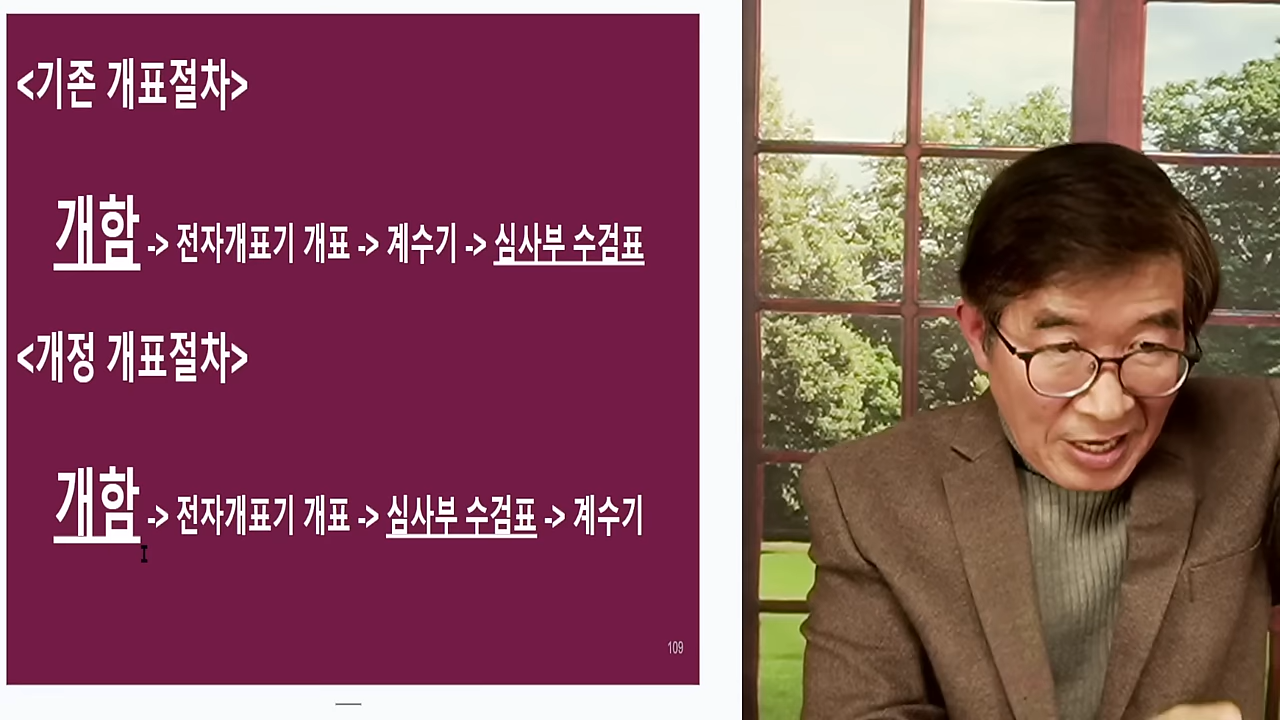 <기존 개표절차>
개함 -> 전자개표기 개표 -> 계수기 -> 심사부 수검표
<개정 개표절차>
개함 -> 전자개표기 개표 -> 심사부 수검표 -> 계수기
109